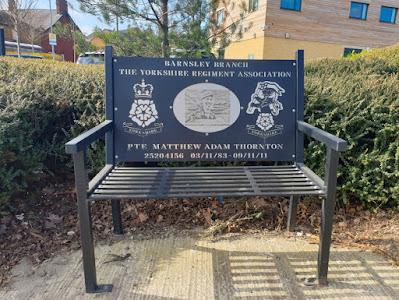 BARNSLEY BRANCH
THE YORKSHIRE REGIMENT ASSOCIATION
PTE MATTHEW ADAM THORNTON
25204156 03/11/83-09/11/11